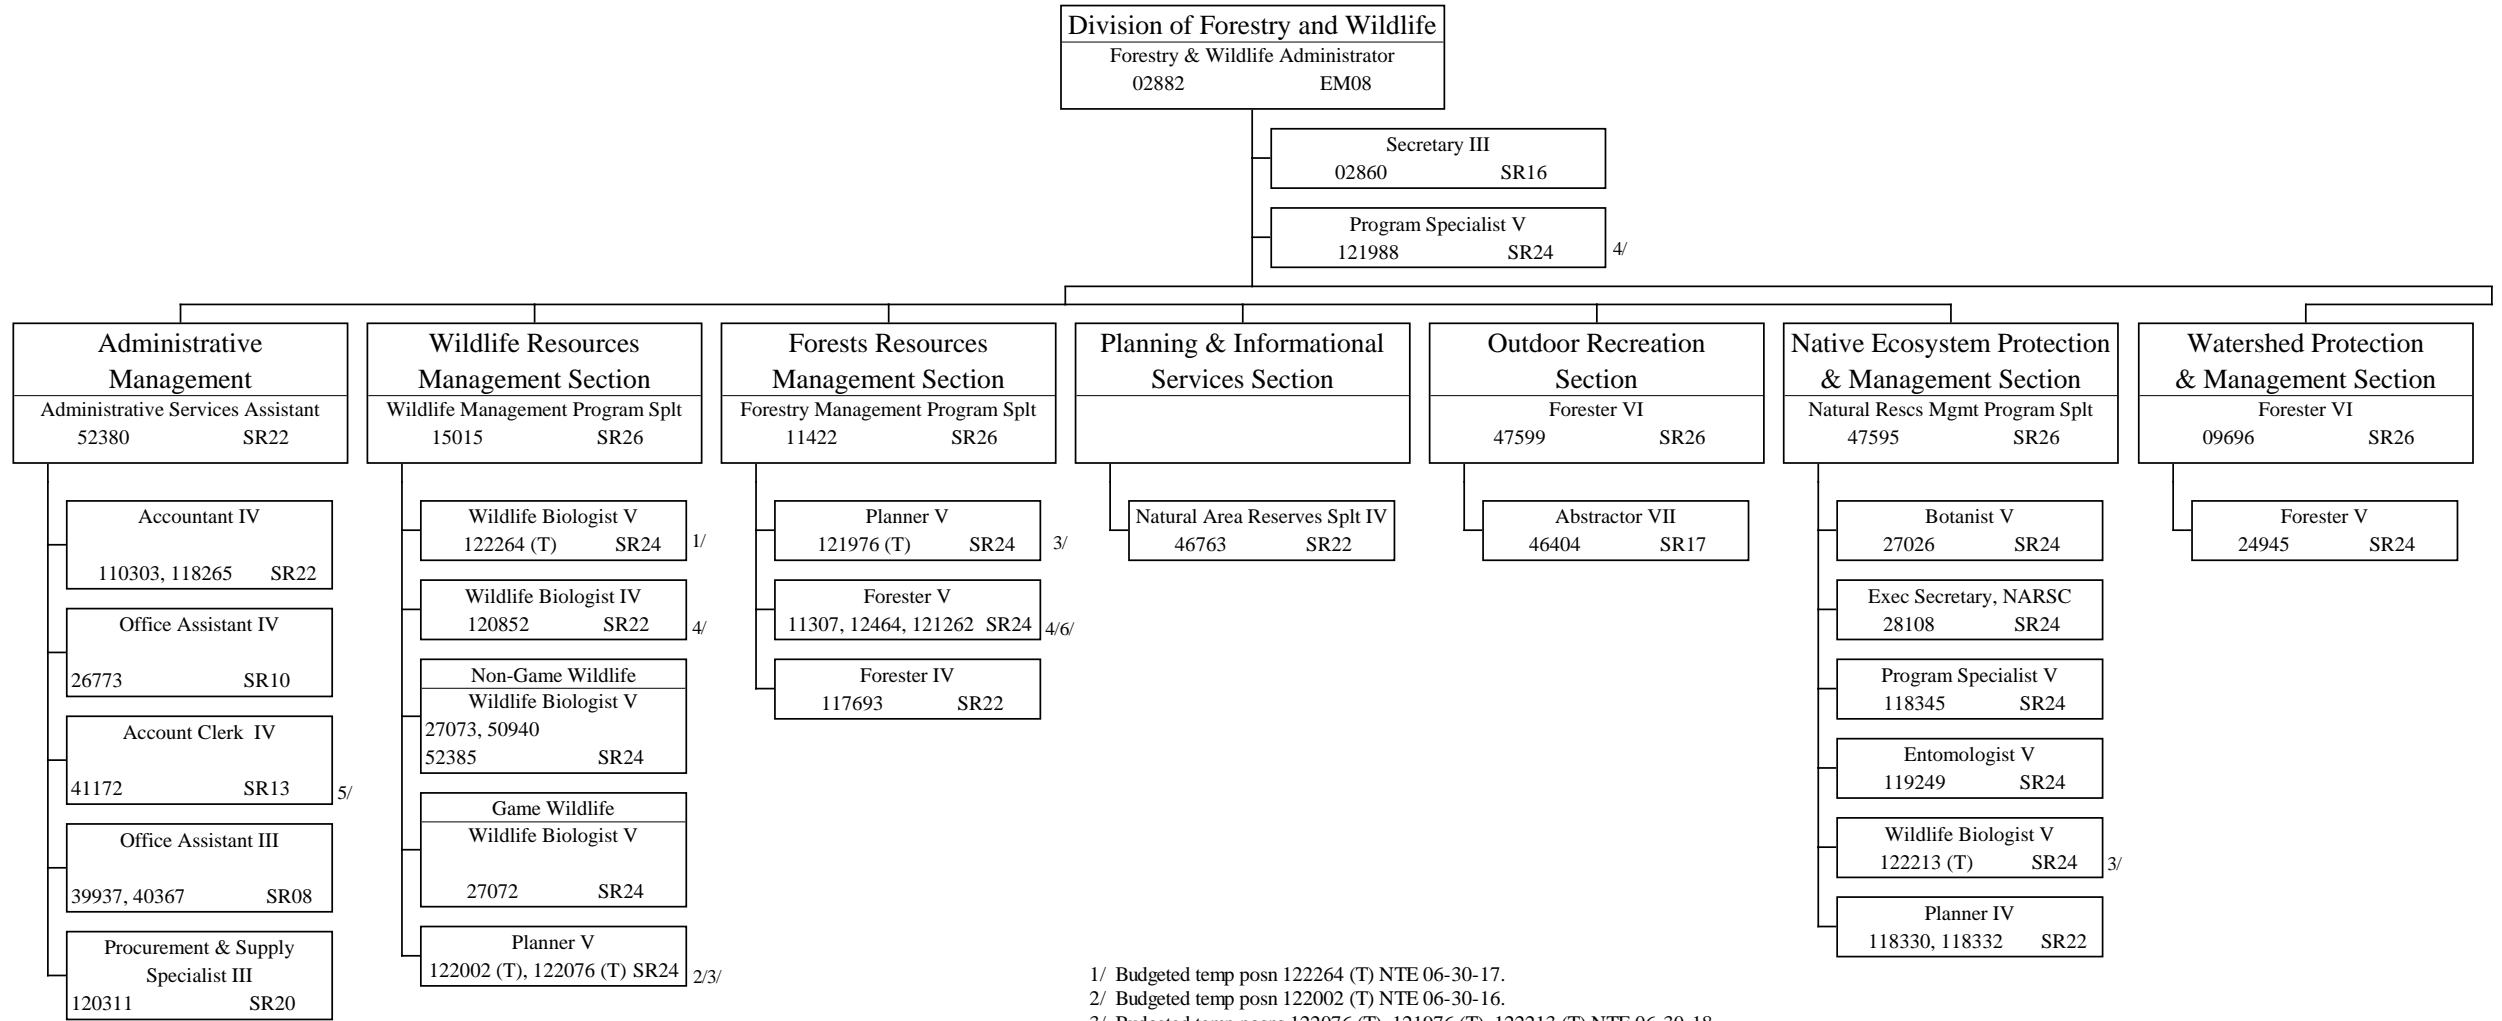 Division of Forestry and Wildlife
Forestry & Wildlife Administrator
02882 EM08
Secretary III
02860 SR16
Program Specialist V
121988 SR24 4/
Administrative
Management
Administrative Services Assistant
52380 SR22
Accountant IV
110303, 118265 SR22
Office Assistant IV
26773 SR10
Account Clerk IV
41172 SR13 5/
Office Assistant III
39937, 40367 SR08
Procurement & Supply
Specialist III
120311 SR20
Wildlife Resources
Management Section
Wildlife Management Program Splt
15015 SR26
Wildlife Biologist V
122264 (T) SR24 1/
Wildlife Biologist IV
120852 SR22 4/
Non-Game Wildlife
Wildlife Biologist V
27073, 50940
52385 SR24
Game Wildlife
Wildlife Biologist V
27072 SR24
Planner V
122002 (T), 122076 (T) SR24 2/3/
Forests Resources
Management Section
Forestry Management Program Splt
11422 SR26
Planner V
121976 (T) SR24 3/
Forester V
11307, 12464, 121262 SR24 4/6/
Forester IV
117693 SR22
Planning & Informational
Services Section
Natural Area Reserves Splt IV
46763 SR22
Outdoor Recreation
Section
Forester VI
47599 SR26
Abstractor VII
46404 SR17
Native Ecosystem Protection
& Management Section
Natural Rescs Mgmt Program Splt
47595 SR26
Botanist V
27026 SR24
Exec Secretary, NARSC
28108 SR24
Program Specialist V
118345 SR24
Entomologist V
119249 SR24
Wildlife Biologist V
122213 (T) SR24 3/
Planner IV
118330, 118332 SR22
Watershed Protection
& Management Section
Forester VI
09696 SR26
Forester V
24945 SR24
1/ Budgeted temp posn 122264 (T) NTE 06-30-17.
2/ Budgeted temp posn 122002 (T) NTE 06-30-16.
3/ Budgeted temp posns 122076 (T), 121976 (T), 122213 (T) NTE 06-30-18